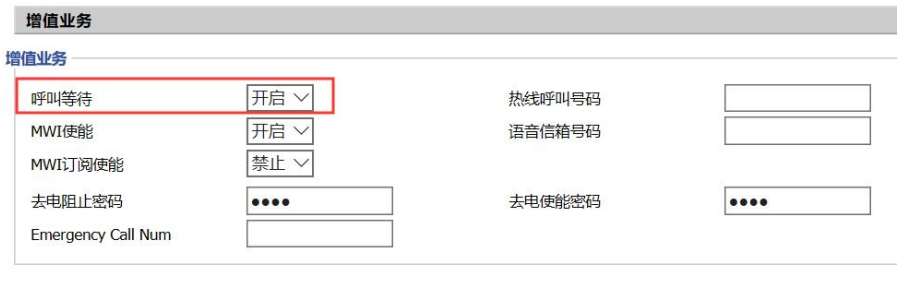 增值业务
增值业务
呼叫等待 开启 热线呼叫号码
MWI使能 开启 语音信箱号码
MWI订阅使能 禁止
去电阻止密码 •••• 去电使能密码 ••••
Emergency Call Num